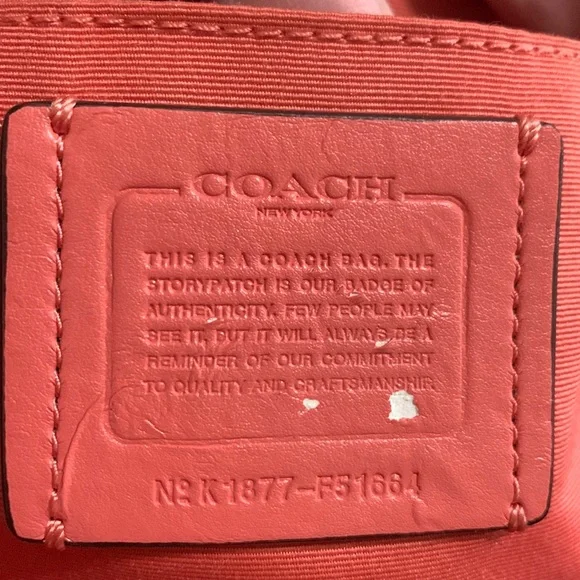 COACH
NEW YORK
THIS IS A COACH BAG. THE
STORYPATCH IS OUR BADGE OF
AUTHENTICITY. FEW PEOPLE MAY
SEE IT, BUT IT WILL ALWAYS BE A
REMINDER OF OUR COMMITMENT
TO QUALITY AND CRAFTSMANSHIP.
No K1877-F51664